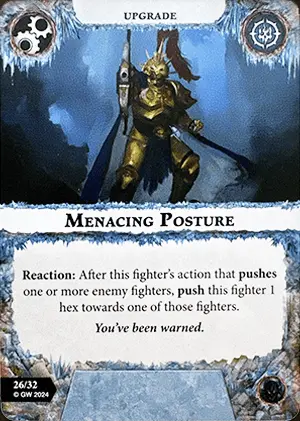 UPGRADE
MENACING POSTURE
Reaction: After this fighter's action that pushes
one or more enemy fighters, push this fighter 1
hex towards one of those fighters.
You've been warned.
26/32
© GW 2024